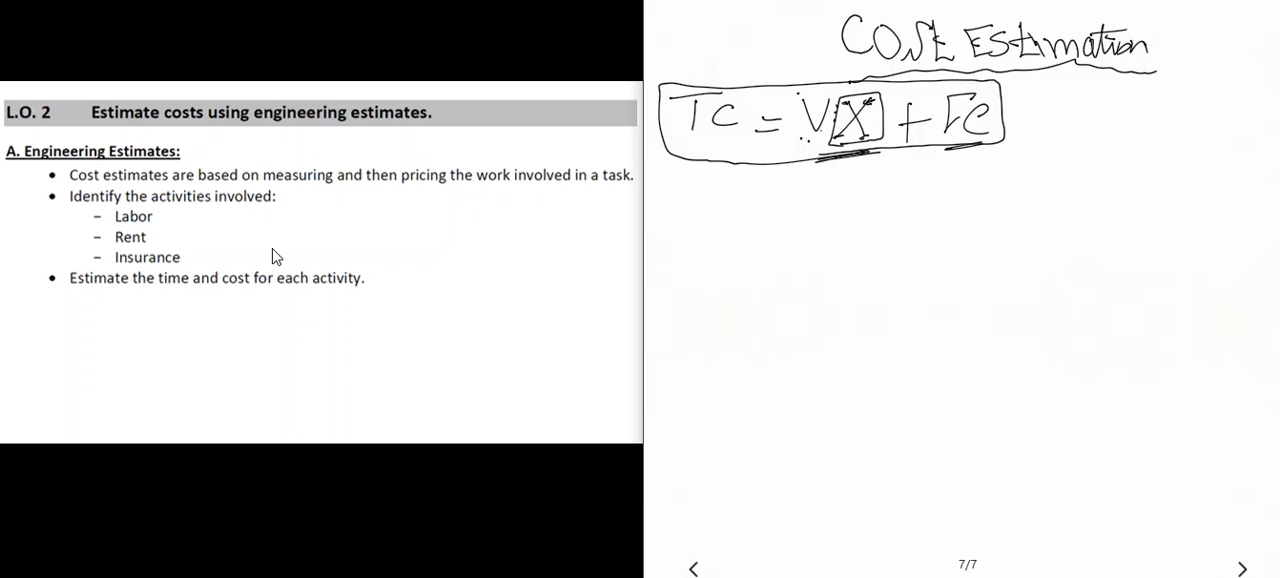 L.O. 2 Estimate costs using engineering estimates.
A. Engineering Estimates:
• Cost estimates are based on measuring and then pricing the work involved in a task.
• Identify the activities involved:
– Labor
– Rent
– Insurance
• Estimate the time and cost for each activity.
Cost Estimation
TC = VX + FC
7/7